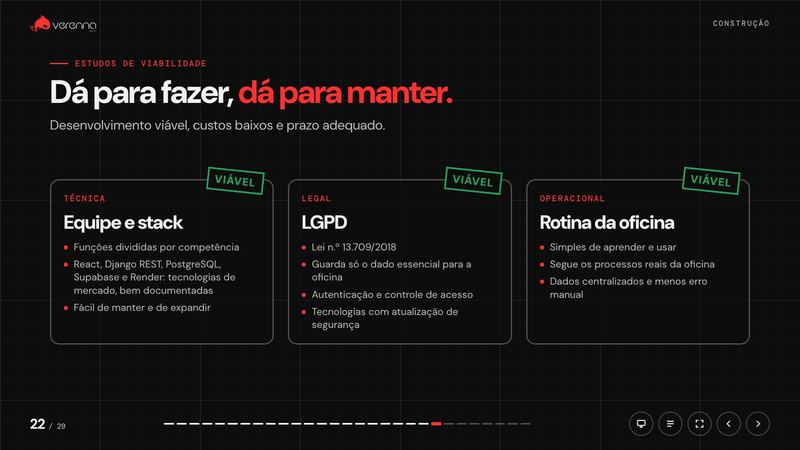 verenna
CONSTRUÇÃO
ESTUDOS DE VIABILIDADE
Dá para fazer, dá para manter.
Desenvolvimento viável, custos baixos e prazo adequado.
VIÁVEL
TÉCNICA
Equipe e stack
Funções divididas por competência
React, Django REST, PostgreSQL,
Supabase e Render: tecnologias de
mercado, bem documentadas
Fácil de manter e de expandir
VIÁVEL
LEGAL
LGPD
Lei n.º 13.709/2018
Guarda só o dado essencial para a
oficina
Autenticação e controle de acesso
Tecnologias com atualização de
segurança
VIÁVEL
OPERACIONAL
Rotina da oficina
Simples de aprender e usar
Segue os processos reais da oficina
Dados centralizados e menos erro
manual
22 / 29